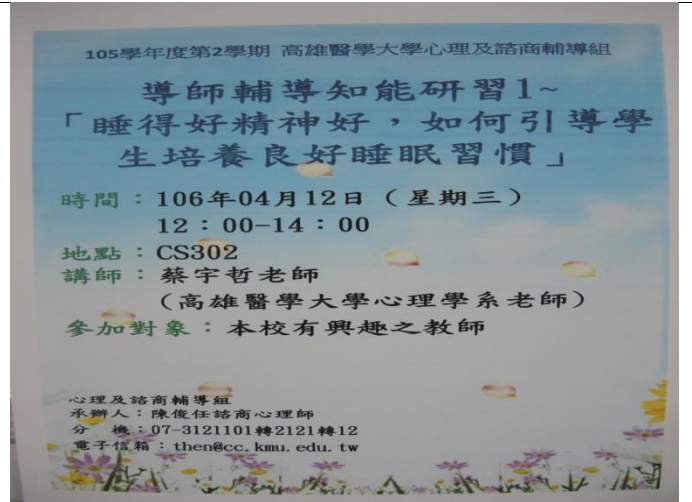 105學年度第2學期 高雄醫學大學心理及諮商輔導組
導師輔導知能研習1~
「睡得好精神好，如何引導學
生培養良好睡眠習慣」
時間：106年04月12日（星期三）
12：00-14：00
地點：CS302
講師：蔡宇哲老師
（高雄醫學大學心理學系老師）
參加對象：本校有興趣之教師
心理及諮商輔導組
承辦人：陳俊任諮商心理師
分 機：07-3121101轉2121轉12
電子信箱：then@cc.kmu.edu.tw